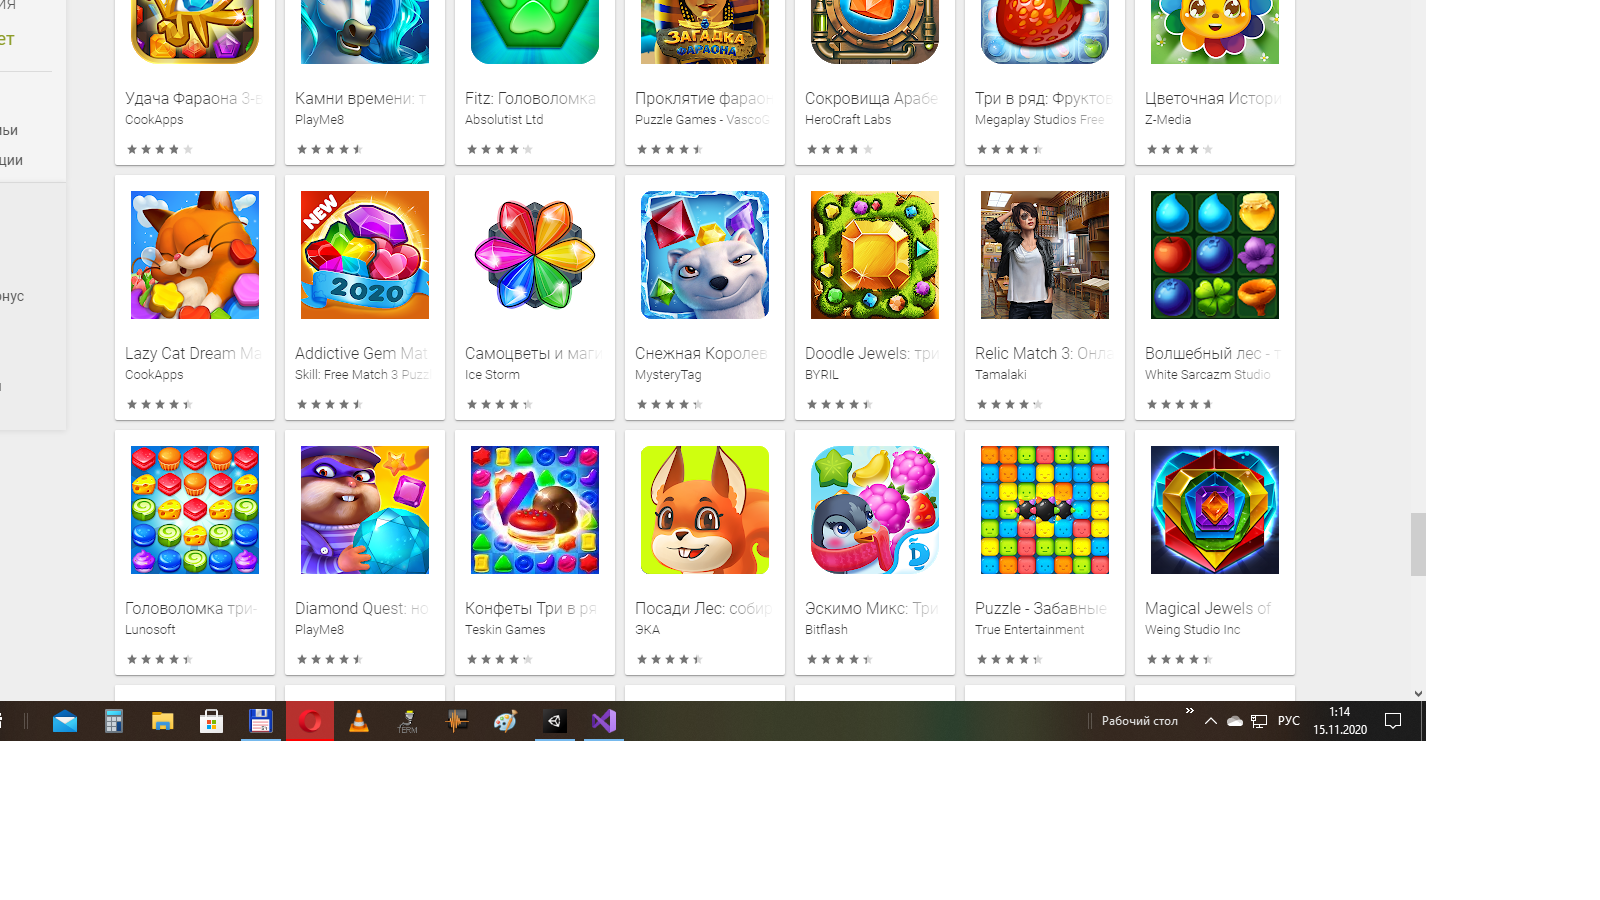 ия
ет
ьи
ции
онус
ЗАГАДКА
ФАРАОНА
Удача Фараона 3-в
CookApps
Камни времени: т
PlayMe8
Fitz: Головоломка
Absolutist Ltd
Проклятие фараон
Puzzle Games - VascoG
Сокровища Арабе
HeroCraft Labs
Три в ряд: Фруктов
Megaplay Studios Free
Цветочная Истори
Z-Media
NEW
2020
Lazy Cat Dream Ma
CookApps
Addictive Gem Mat
Skill: Free Match 3 Puzz
Самоцветы и маги
Ice Storm
Снежная Королев
MysteryTag
Doodle Jewels: три
BYRIL
Relic Match 3: Онла
Tamalaki
Волшебный лес - т
White Sarcazm Studio
Головоломка три-
Lunosoft
Diamond Quest: но
PlayMe8
Конфеты Три в ря
Teskin Games
Посади Лес: собир
ЭКА
Эскимо Микс: Три
Bitflash
Puzzle - Забавные
True Entertainment
Magical Jewels of
Weing Studio Inc
TERM
Рабочий стол
РУС
1:14
15.11.2020